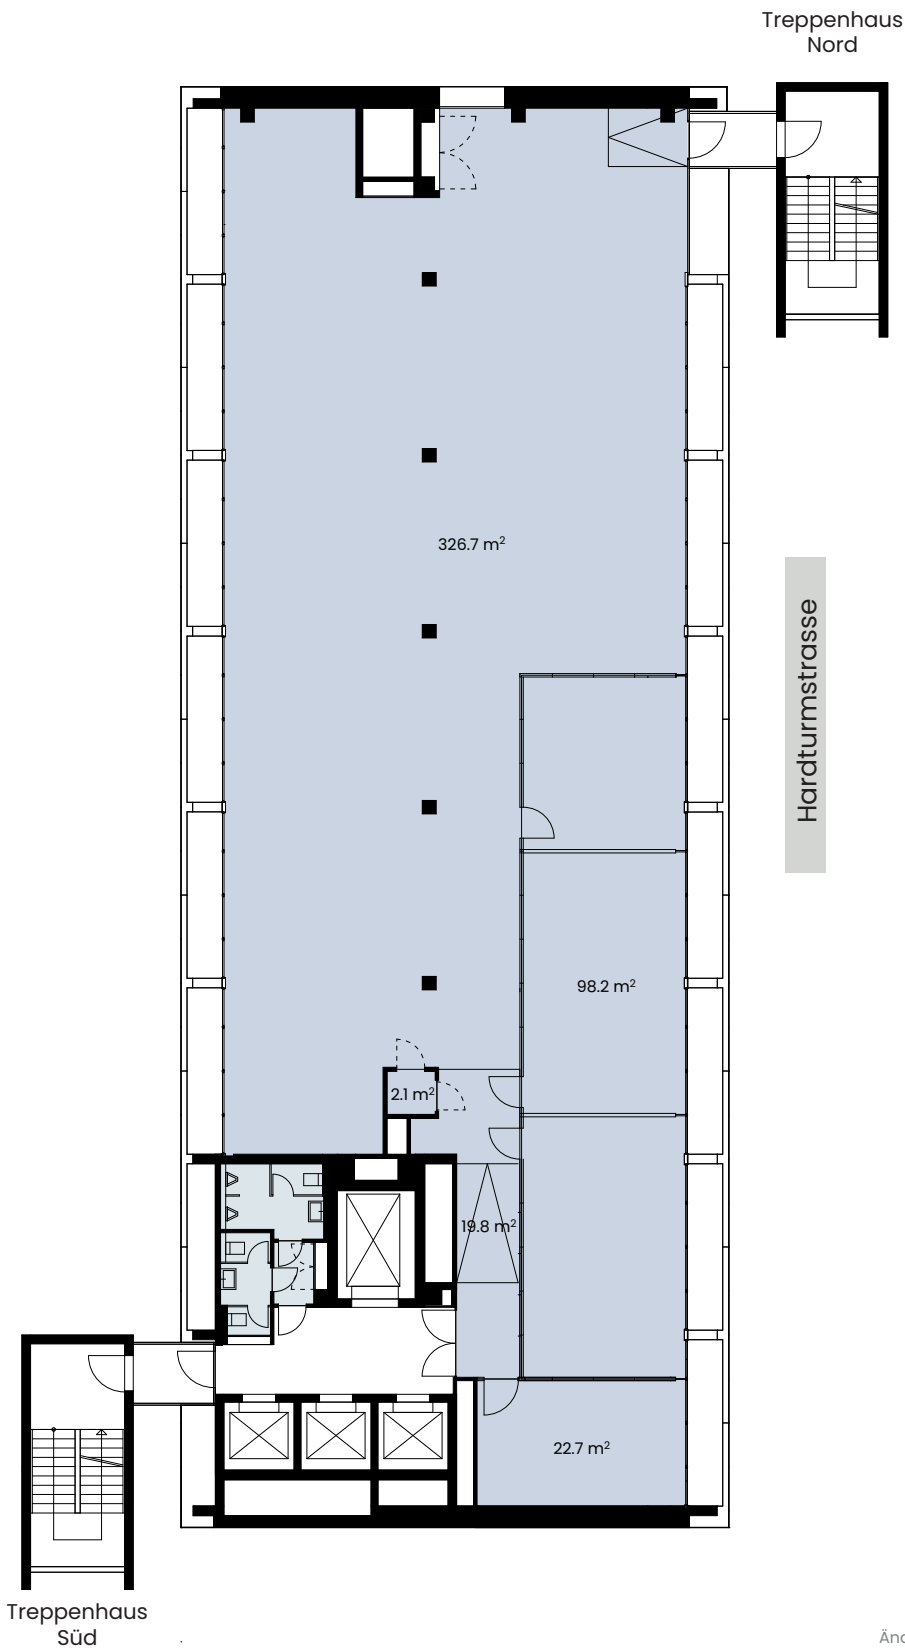 Treppenhaus
Nord
326.7 m²
Hardturmstrasse
98.2 m²
2.1 m²
19.8 m²
22.7 m²
Treppenhaus
Süd